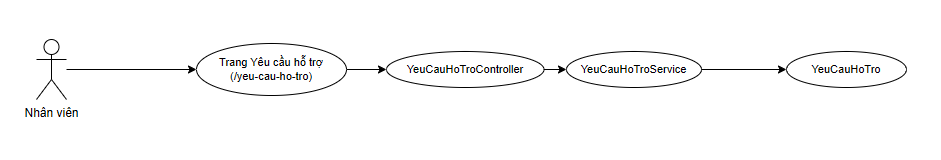 Trang Yêu cầu hỗ trợ
(/yeu-cau-ho-tro)
YeuCauHoTroController
YeuCauHoTroService
YeuCauHoTro
Nhân viên